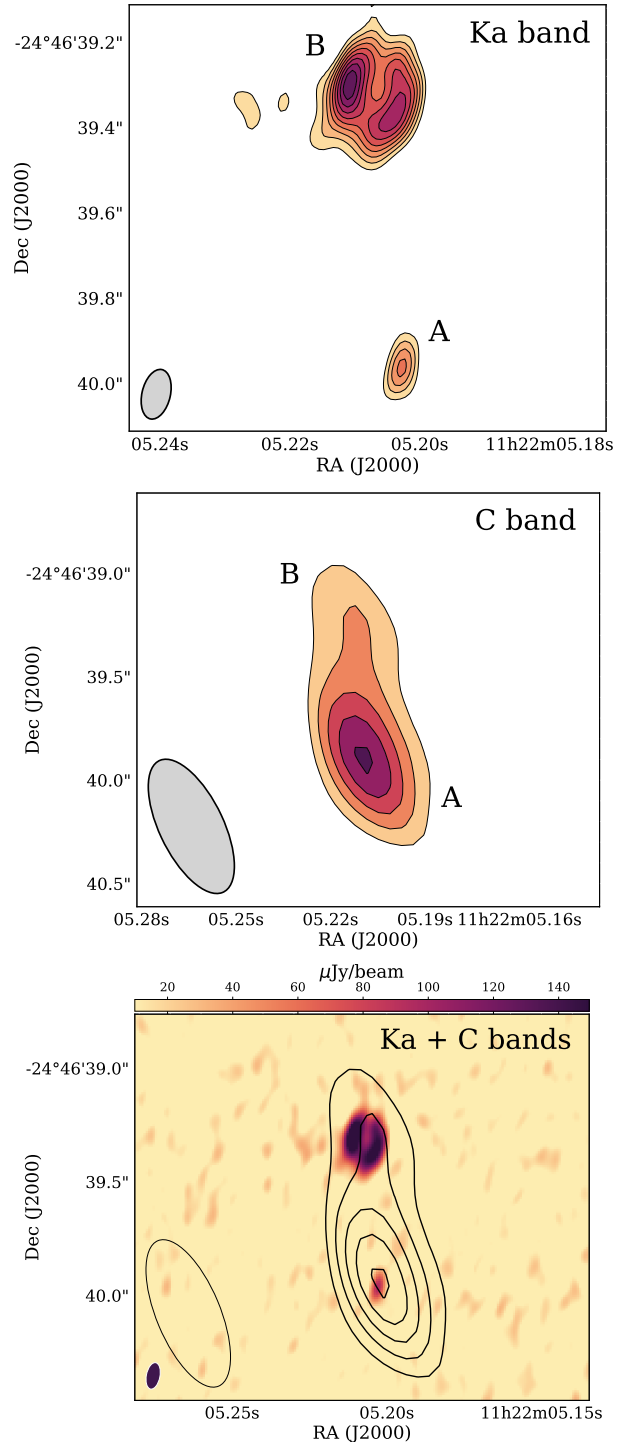 Ka band
B
-24°46'39.2"
39.4"
Dec (J2000)
39.6"
39.8"
A
40.0"
05.24s 05.22s 05.20s 11h22m05.18s
RA (J2000)
C band
B
-24°46'39.0"
39.5"
Dec (J2000)
40.0"
A
40.5"
05.28s 05.25s 05.22s 05.19s 11h22m05.16s
RA (J2000)
μJy/beam
20 40 60 80 100 120 140
Ka + C bands
-24°46'39.0"
39.5"
Dec (J2000)
40.0"
05.25s 05.20s 11h22m05.15s
RA (J2000)